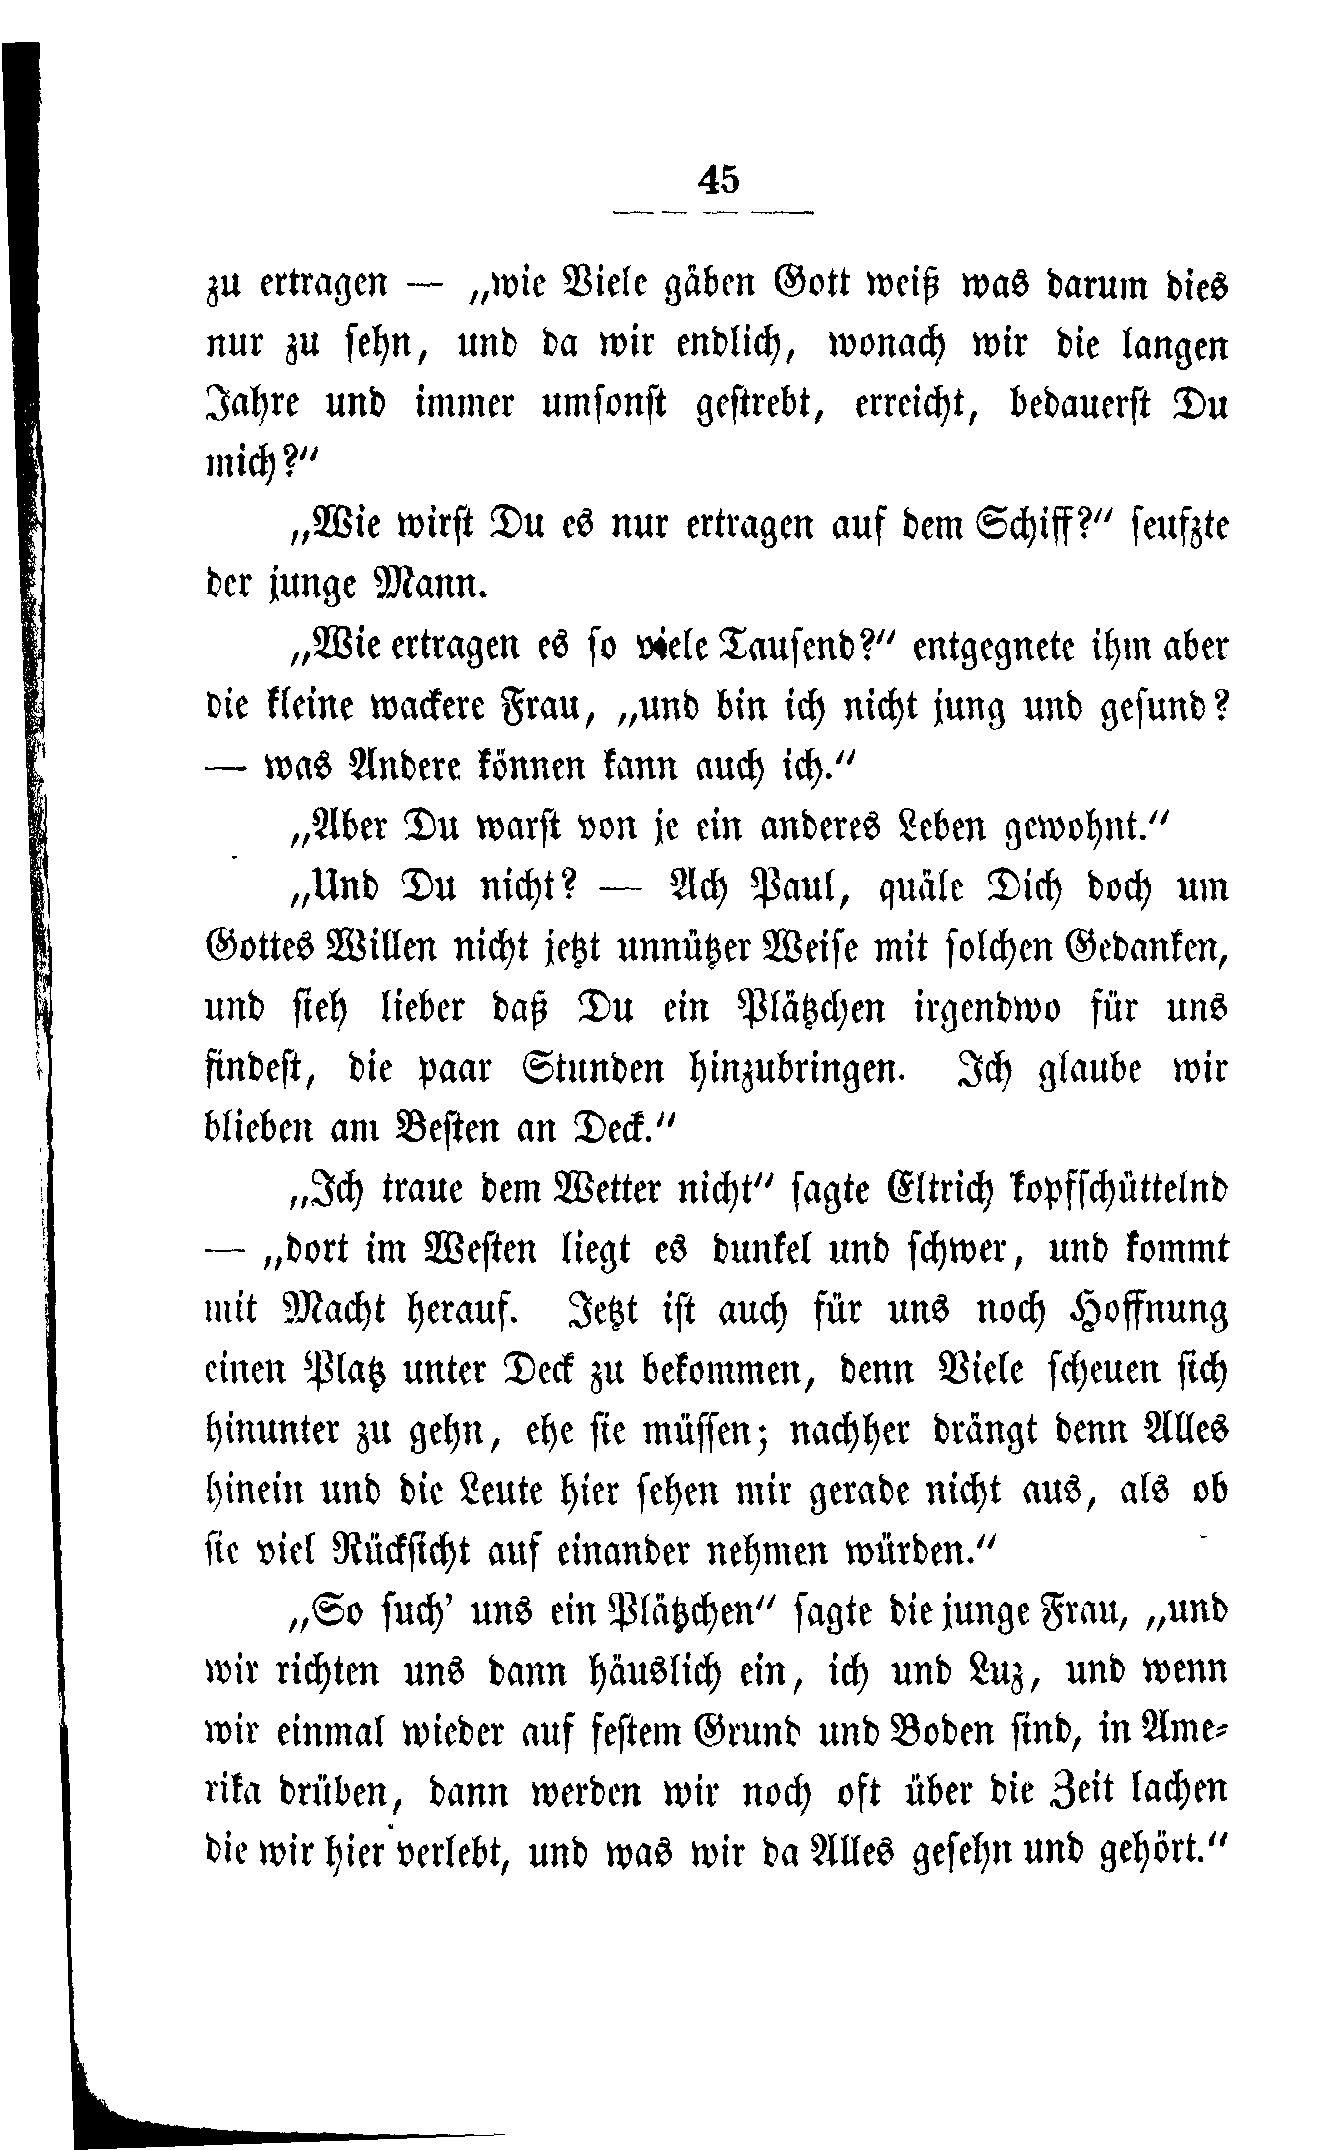 45
zu ertragen — „wie Viele gäben Gott weiß was darum dies
nur zu sehn, und da wir endlich, wonach wir die langen
Jahre und immer umsonst gestrebt, erreicht, bedauerst Du
mich?“
„Wie wirst Du es nur ertragen auf dem Schiff?“ seufzte
der junge Mann.
„Wie ertragen es so viele Tausend?“ entgegnete ihm aber
die kleine wackere Frau, „und bin ich nicht jung und gesund?
— was Andere können kann auch ich.“
„Aber Du warst von je ein anderes Leben gewohnt.“
„Und Du nicht? — Ach Paul, quäle Dich doch um
Gottes Willen nicht jetzt unnützer Weise mit solchen Gedanken,
und sieh lieber daß Du ein Plätzchen irgendwo für uns
findest, die paar Stunden hinzubringen. Ich glaube wir
blieben am Besten an Deck.“
„Ich traue dem Wetter nicht“ sagte Eltrich kopfschüttelnd
— „dort im Westen liegt es dunkel und schwer, und kommt
mit Macht herauf. Jetzt ist auch für uns noch Hoffnung
einen Platz unter Deck zu bekommen, denn Viele scheuen sich
hinunter zu gehn, ehe sie müssen; nachher drängt denn Alles
hinein und die Leute hier sehen mir gerade nicht aus, als ob
sie viel Rücksicht auf einander nehmen würden.“
„So such’ uns ein Plätzchen“ sagte die junge Frau, „und
wir richten uns dann häuslich ein, ich und Luz, und wenn
wir einmal wieder auf festem Grund und Boden sind, in Ame-
rika drüben, dann werden wir noch oft über die Zeit lachen
die wir hier verlebt, und was wir da Alles gesehn und gehört.“